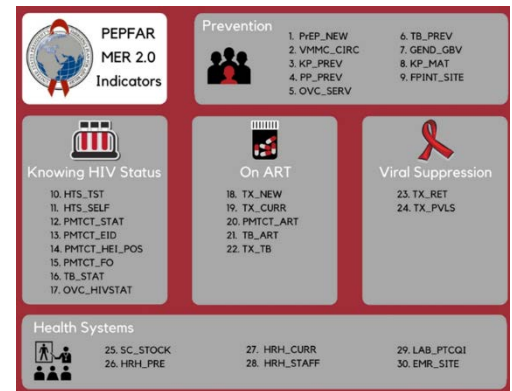 PEPFAR
MER 2.0
Indicators
Prevention
1. PrEP_NEW
2. VMMC_CIRC
3. KP_PREV
4. PP_PREV
5. OVC_SERV
6. TB_PREV
7. GEND_GBV
8. KP_MAT
9. FPINT_SITE
Knowing HIV Status
10. HTS_TST
11. HTS_SELF
12. PMTCT_STAT
13. PMTCT_EID
14. PMTCT_HEI_POS
15. PMTCT_FO
16. TB_STAT
17. OVC_HIVSTAT
On ART
18. TX_NEW
19. TX_CURR
20. PMTCT_ART
21. TB_ART
22. TX_TB
Viral Suppression
23. TX_RET
24. TX_PVLS
Health Systems
25. SC_STOCK
26. HRH_PRE
27. HRH_CURR
28. HRH_STAFF
29. LAB_PTCQI
30. EMR_SITE